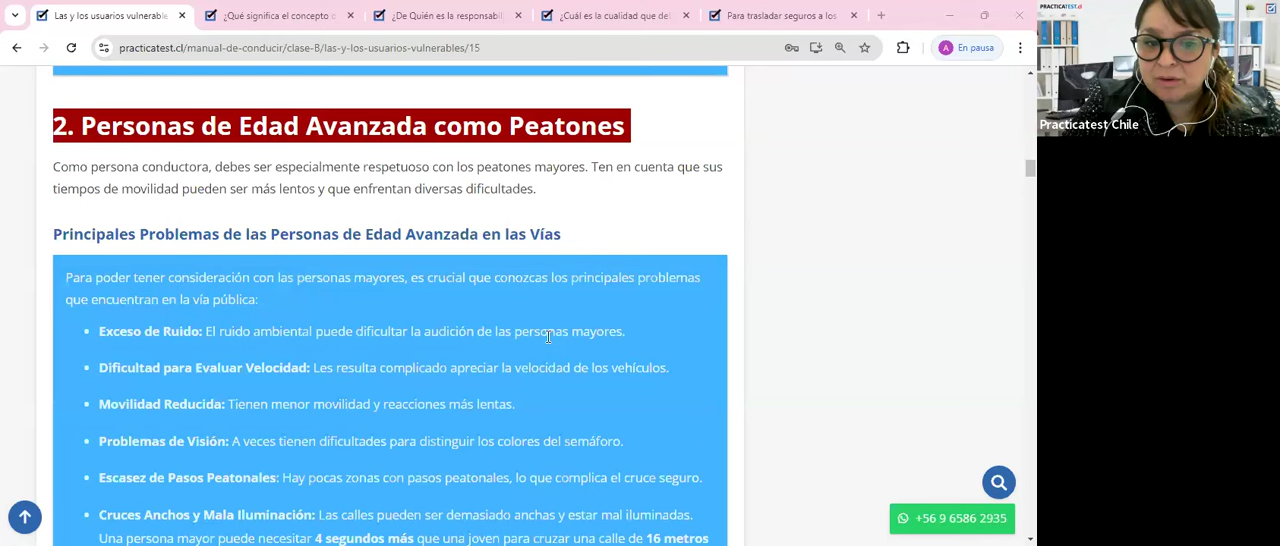 Las y los usuarios vulnerable
¿Qué significa el concepto d
¿De Quién es la responsabil
¿Cuál es la cualidad que de
Para trasladar seguros a los
practicatest.cl/manual-de-conducir/clase-B/las-y-los-usuarios-vulnerables/15
A En pausa
PRACTICATEST.cl
Practicatest Chile
2. Personas de Edad Avanzada como Peatones
Como persona conductora, debes ser especialmente respetuoso con los peatones mayores. Ten en cuenta que sus
tiempos de movilidad pueden ser más lentos y que enfrentan diversas dificultades.
Principales Problemas de las Personas de Edad Avanzada en las Vías
Para poder tener consideración con las personas mayores, es crucial que conozcas los principales problemas
que encuentran en la vía pública:
• Exceso de Ruido: El ruido ambiental puede dificultar la audición de las personas mayores.
• Dificultad para Evaluar Velocidad: Les resulta complicado apreciar la velocidad de los vehículos.
• Movilidad Reducida: Tienen menor movilidad y reacciones más lentas.
• Problemas de Visión: A veces tienen dificultades para distinguir los colores del semáforo.
• Escasez de Pasos Peatonales: Hay pocas zonas con pasos peatonales, lo que complica el cruce seguro.
• Cruces Anchos y Mala Iluminación: Las calles pueden ser demasiado anchas y estar mal iluminadas.
Una persona mayor puede necesitar 4 segundos más que una joven para cruzar una calle de 16 metros
+56 9 6586 2935